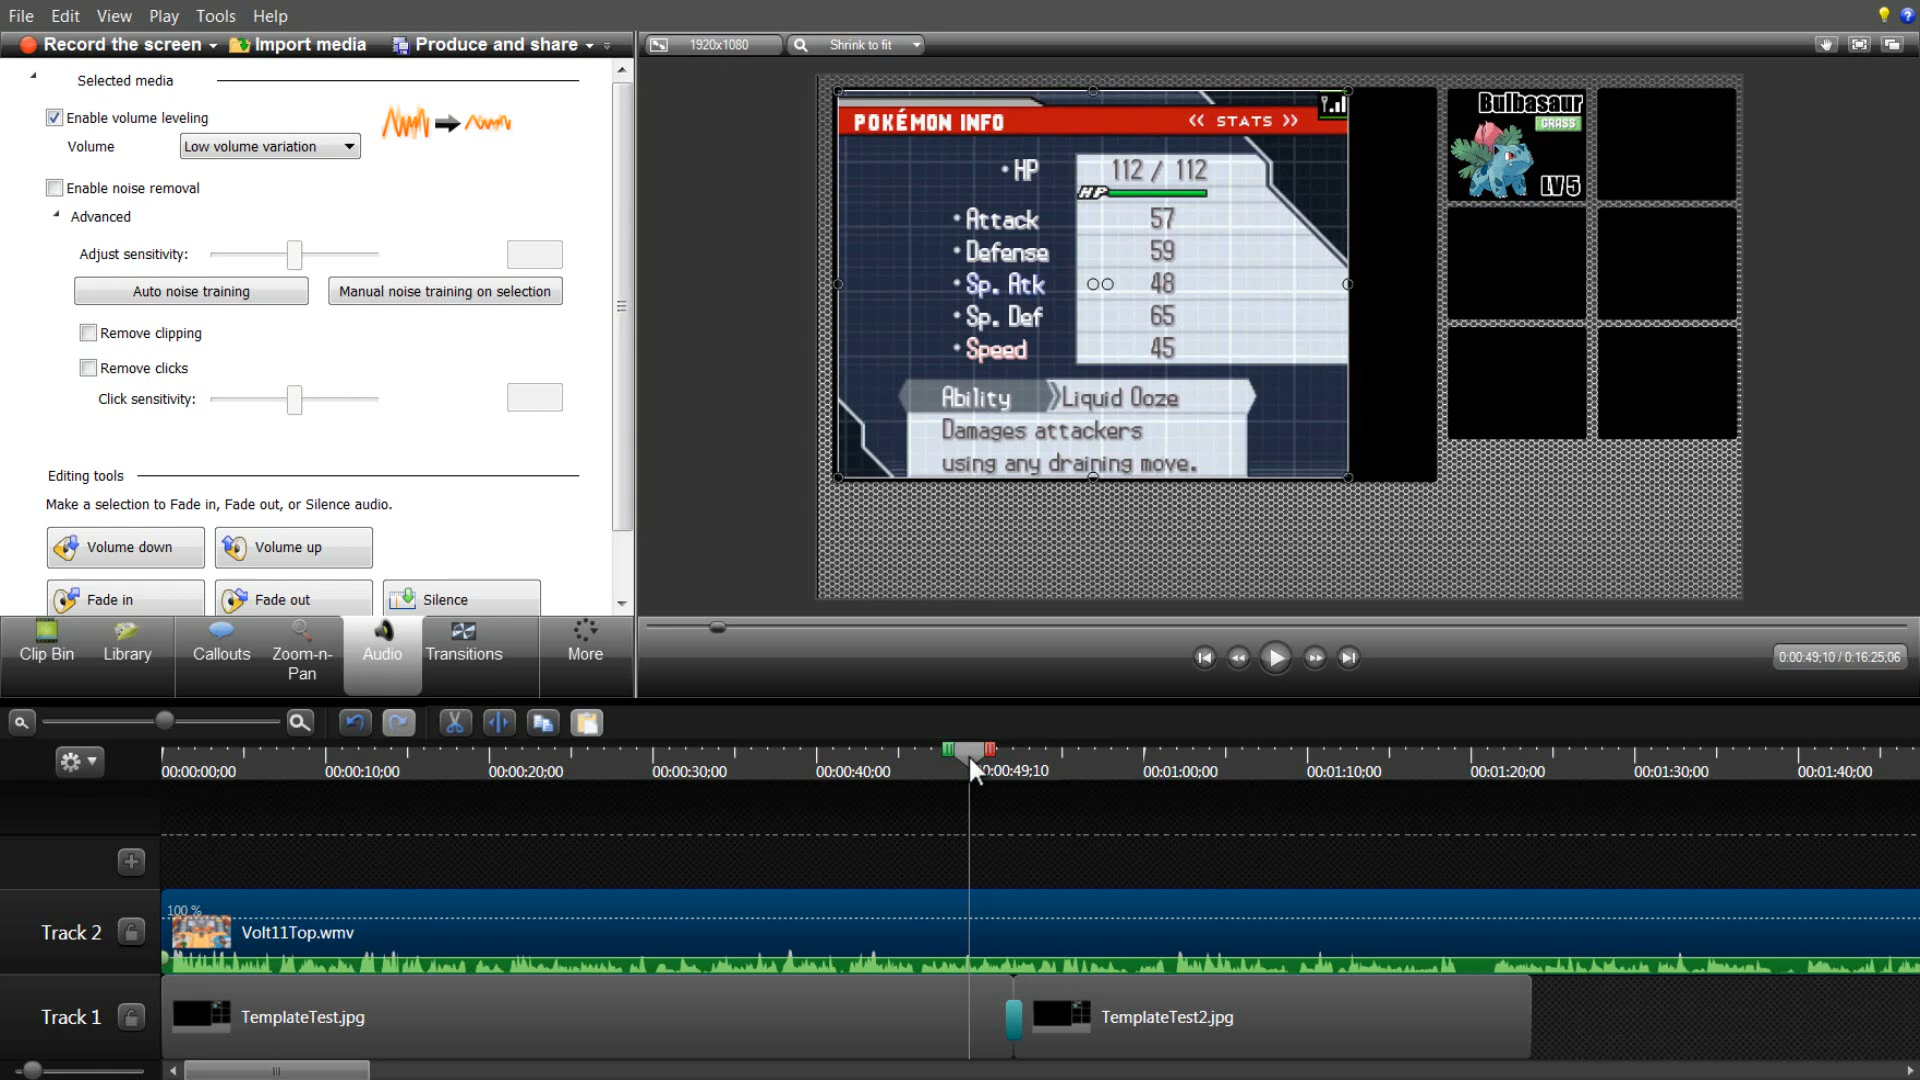 File Edit View Play Tools Help
Record the screen Import media Produce and share
1920x1080 Shrink to fit
Selected media
Enable volume leveling
Volume Low volume variation
Enable noise removal
Advanced
Adjust sensitivity:
Auto noise training Manual noise training on selection
Remove clipping
Remove clicks
Click sensitivity:
Editing tools
Make a selection to Fade in, Fade out, or Silence audio.
Volume down Volume up
Fade in Fade out Silence
Clip Bin Library Callouts Zoom-n-Pan Audio Transitions More
POKÉMON INFO << STATS >>
• HP 112 / 112
HP
• Attack 57
• Defense 59
• Sp. Atk 48
• Sp. Def 65
• Speed 45
Ability Liquid Ooze
Damages attackers
using any draining move.
Bulbasaur
GRASS
LV 5
0:00:49;10 / 0:16:25;06
00:00:00;00 00:00:10;00 00:00:20;00 00:00:30;00 00:00:40;00 0:00:49;10 00:01:00;00 00:01:10;00 00:01:20;00 00:01:30;00 00:01:40;00
100 %
Track 2 Volt11Top.wmv
Track 1 TemplateTest.jpg TemplateTest2.jpg